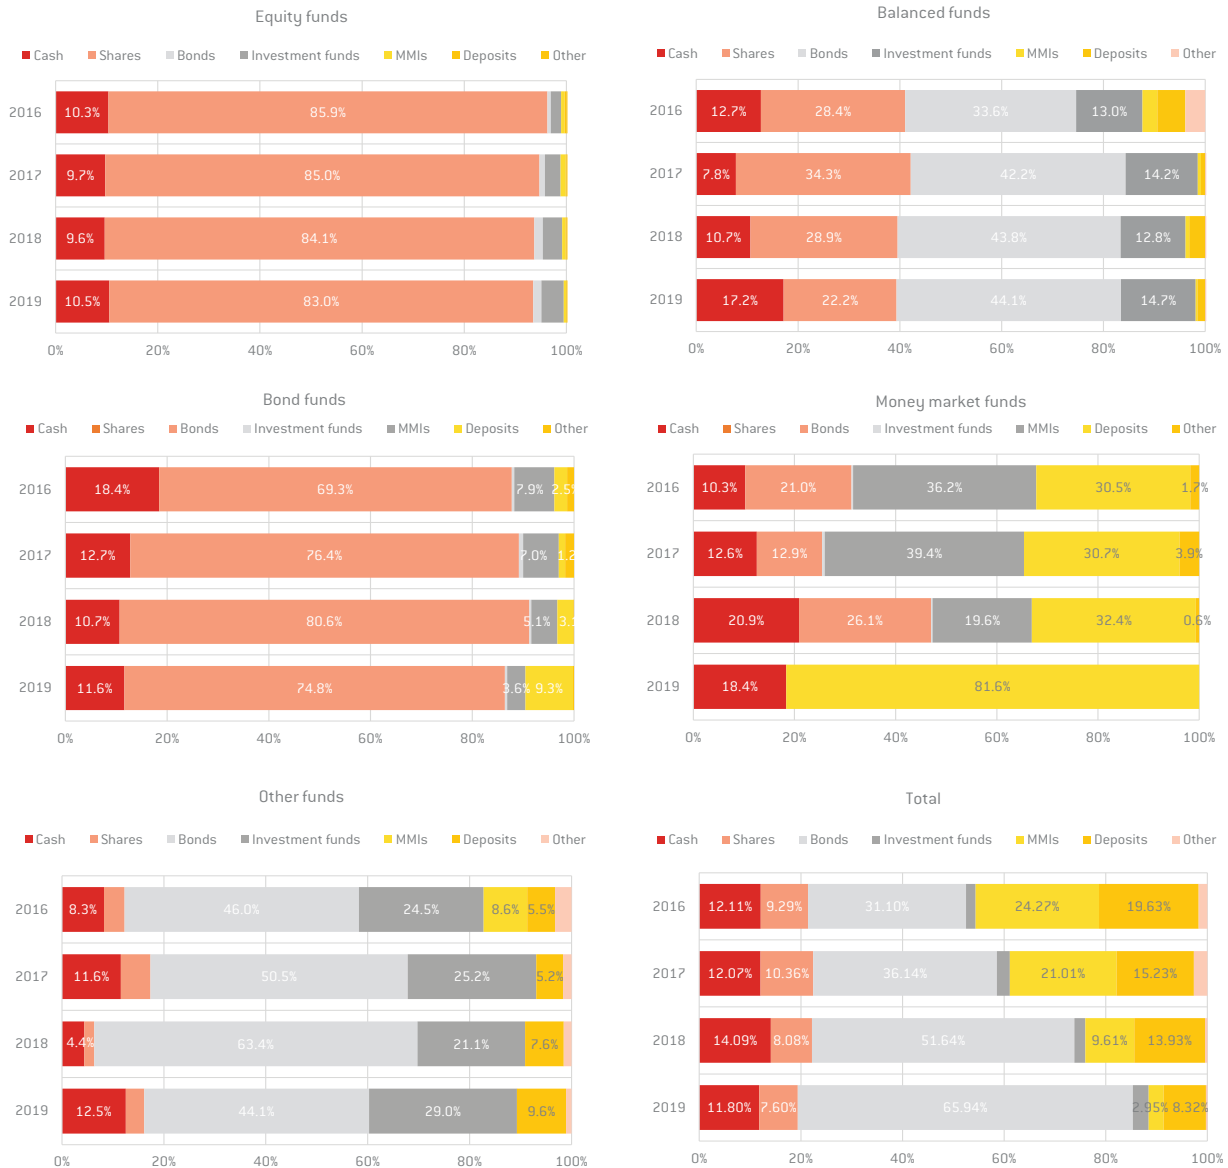 Equity funds
Cash Shares Bonds Investment funds MMIs Deposits Other
2016 10.3% 85.9%
2017 9.7% 85.0%
2018 9.6% 84.1%
2019 10.5% 83.0%
0% 20% 40% 60% 80% 100%
Balanced funds
Cash Shares Bonds Investment funds MMIs Deposits Other
2016 12.7% 28.4% 33.6% 13.0%
2017 7.8% 34.3% 42.2% 14.2%
2018 10.7% 28.9% 43.8% 12.8%
2019 17.2% 22.2% 44.1% 14.7%
0% 20% 40% 60% 80% 100%
Bond funds
Cash Shares Bonds Investment funds MMIs Deposits Other
2016 18.4% 69.3% 7.9% 2.5%
2017 12.7% 76.4% 7.0% 1.2
2018 10.7% 80.6% 5.1% 3.1
2019 11.6% 74.8% 3.6% 9.3%
0% 20% 40% 60% 80% 100%
Money market funds
Cash Shares Bonds Investment funds MMIs Deposits Other
2016 10.3% 21.0% 36.2% 30.5% 1.7%
2017 12.6% 12.9% 39.4% 30.7% 3.9%
2018 20.9% 26.1% 19.6% 32.4% 0.6%
2019 18.4% 81.6%
0% 20% 40% 60% 80% 100%
Other funds
Cash Shares Bonds Investment funds MMIs Deposits Other
2016 8.3% 46.0% 24.5% 8.6% 5.5%
2017 11.6% 50.5% 25.2% 5.2%
2018 4.4% 63.4% 21.1% 7.6%
2019 12.5% 44.1% 29.0% 9.6%
0% 20% 40% 60% 80% 100%
Total
Cash Shares Bonds Investment funds MMIs Deposits Other
2016 12.11% 9.29% 31.10% 24.27% 19.63%
2017 12.07% 10.36% 36.14% 21.01% 15.23%
2018 14.09% 8.08% 51.64% 9.61% 13.93%
2019 11.80% 7.60% 65.94% 2.95% 8.32%
0% 20% 40% 60% 80% 100%